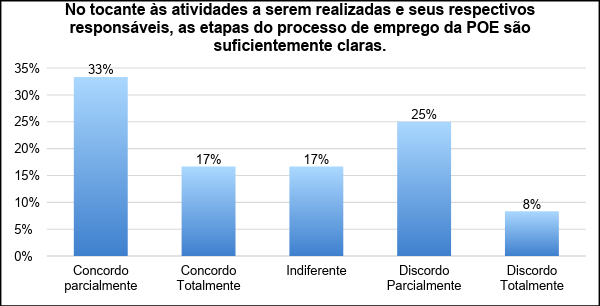 No tocante às atividades a serem realizadas e seus respectivos
responsáveis, as etapas do processo de emprego da POE são
suficientemente claras.
35%
30%
25%
20%
15%
10%
5%
0%
33%
17%
17%
25%
8%
Concordo
parcialmente
Concordo
Totalmente
Indiferente
Discordo
Parcialmente
Discordo
Totalmente